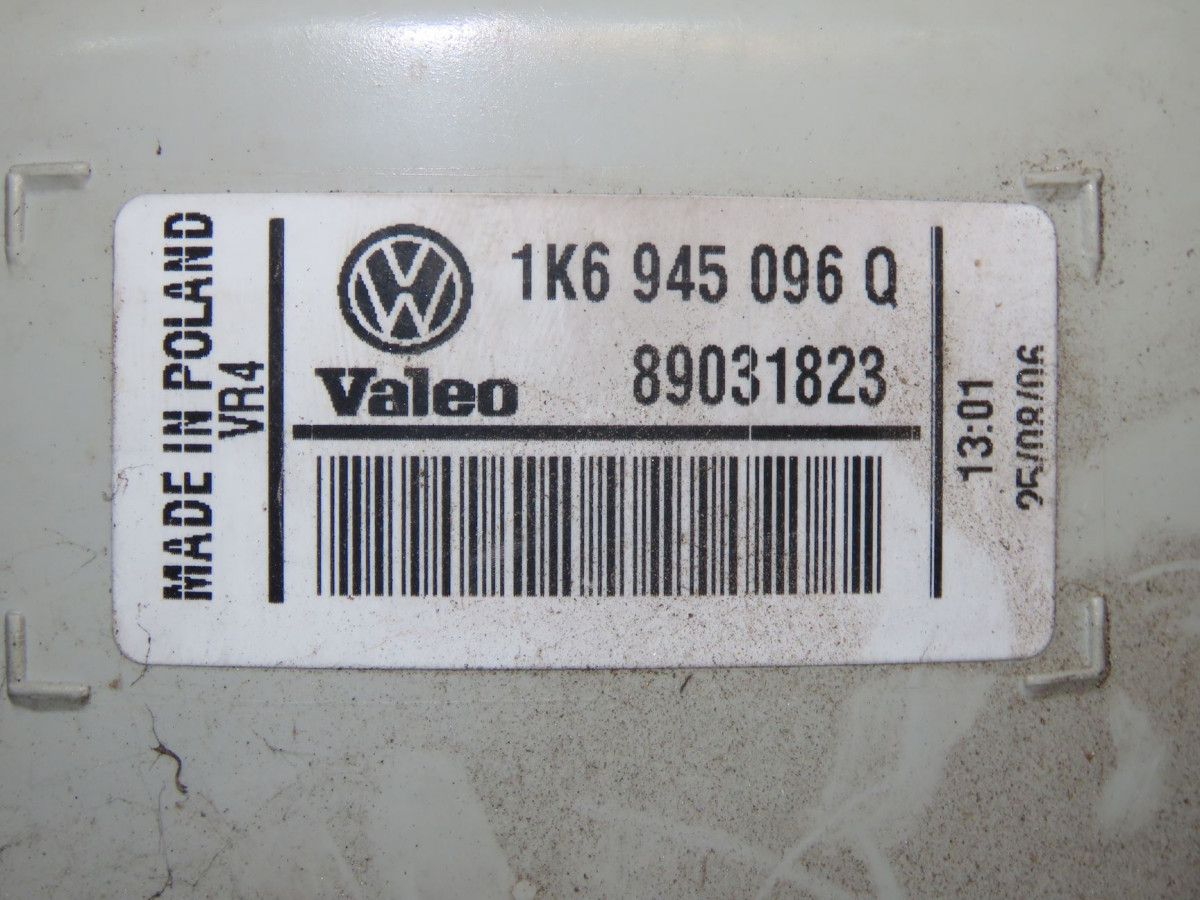 MADE IN POLAND
VR4
1K6 945 096 Q
Valeo 89031823
13:01
25/08/06